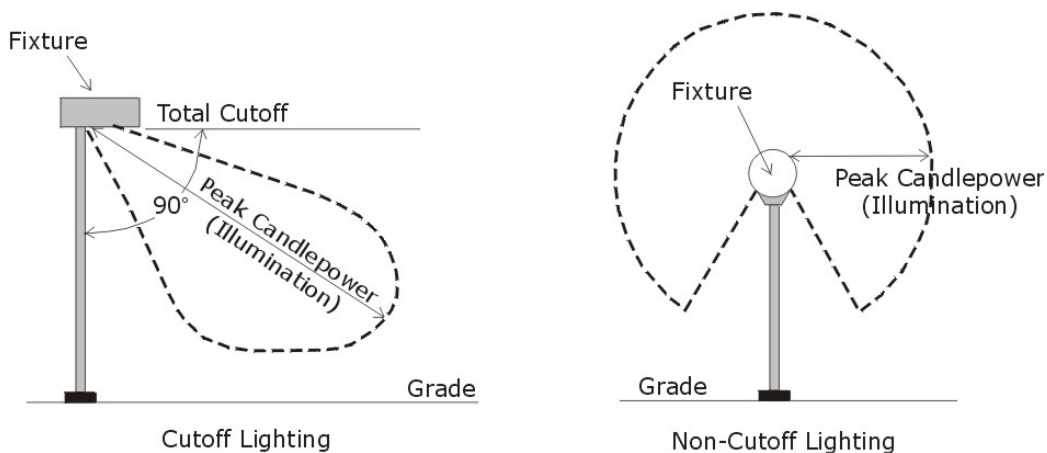 Fixture
Total Cutoff
90°
Peak Candlepower
(Illumination)
Grade
Cutoff Lighting
Fixture
Peak Candlepower
(Illumination)
Grade
Non-Cutoff Lighting